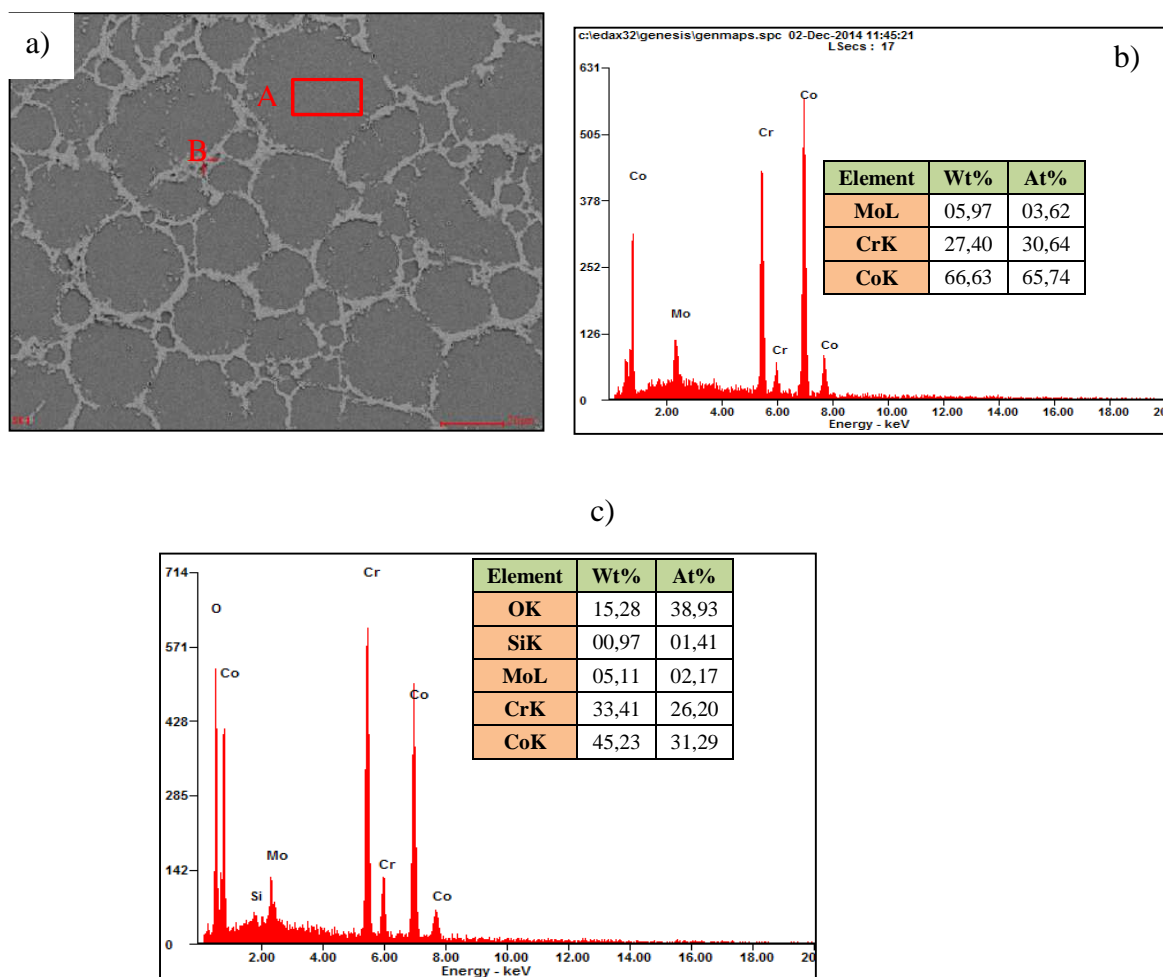 a)
A
B
20µm
c:\edax32\genesis\genmaps.spc 02-Dec-2014 11:45:21
LSecs : 17
b)
631
505
378
252
126
0
Co
Mo
Cr
Cr
Co
Co
2.00 4.00 6.00 8.00 10.00 12.00 14.00 16.00 18.00 20
Energy - keV
Element Wt% At%
MoL 05,97 03,62
CrK 27,40 30,64
CoK 66,63 65,74
c)
714
571
428
285
142
0
O
Co
Si
Mo
Cr
Cr
Co
Co
2.00 4.00 6.00 8.00 10.00 12.00 14.00 16.00 18.00 20
Energy - keV
Element Wt% At%
OK 15,28 38,93
SiK 00,97 01,41
MoL 05,11 02,17
CrK 33,41 26,20
CoK 45,23 31,29